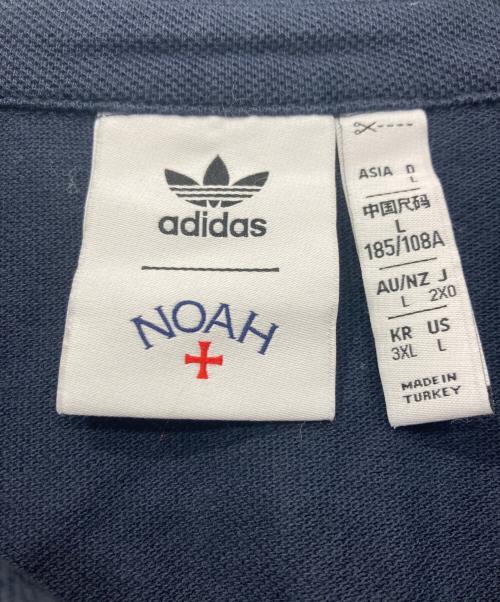 adidas
NOAH
ASIA D
L
中国尺码
L
185/108A
AU/NZ J
L 2XO
KR US
3XL L
MADE IN
TURKEY